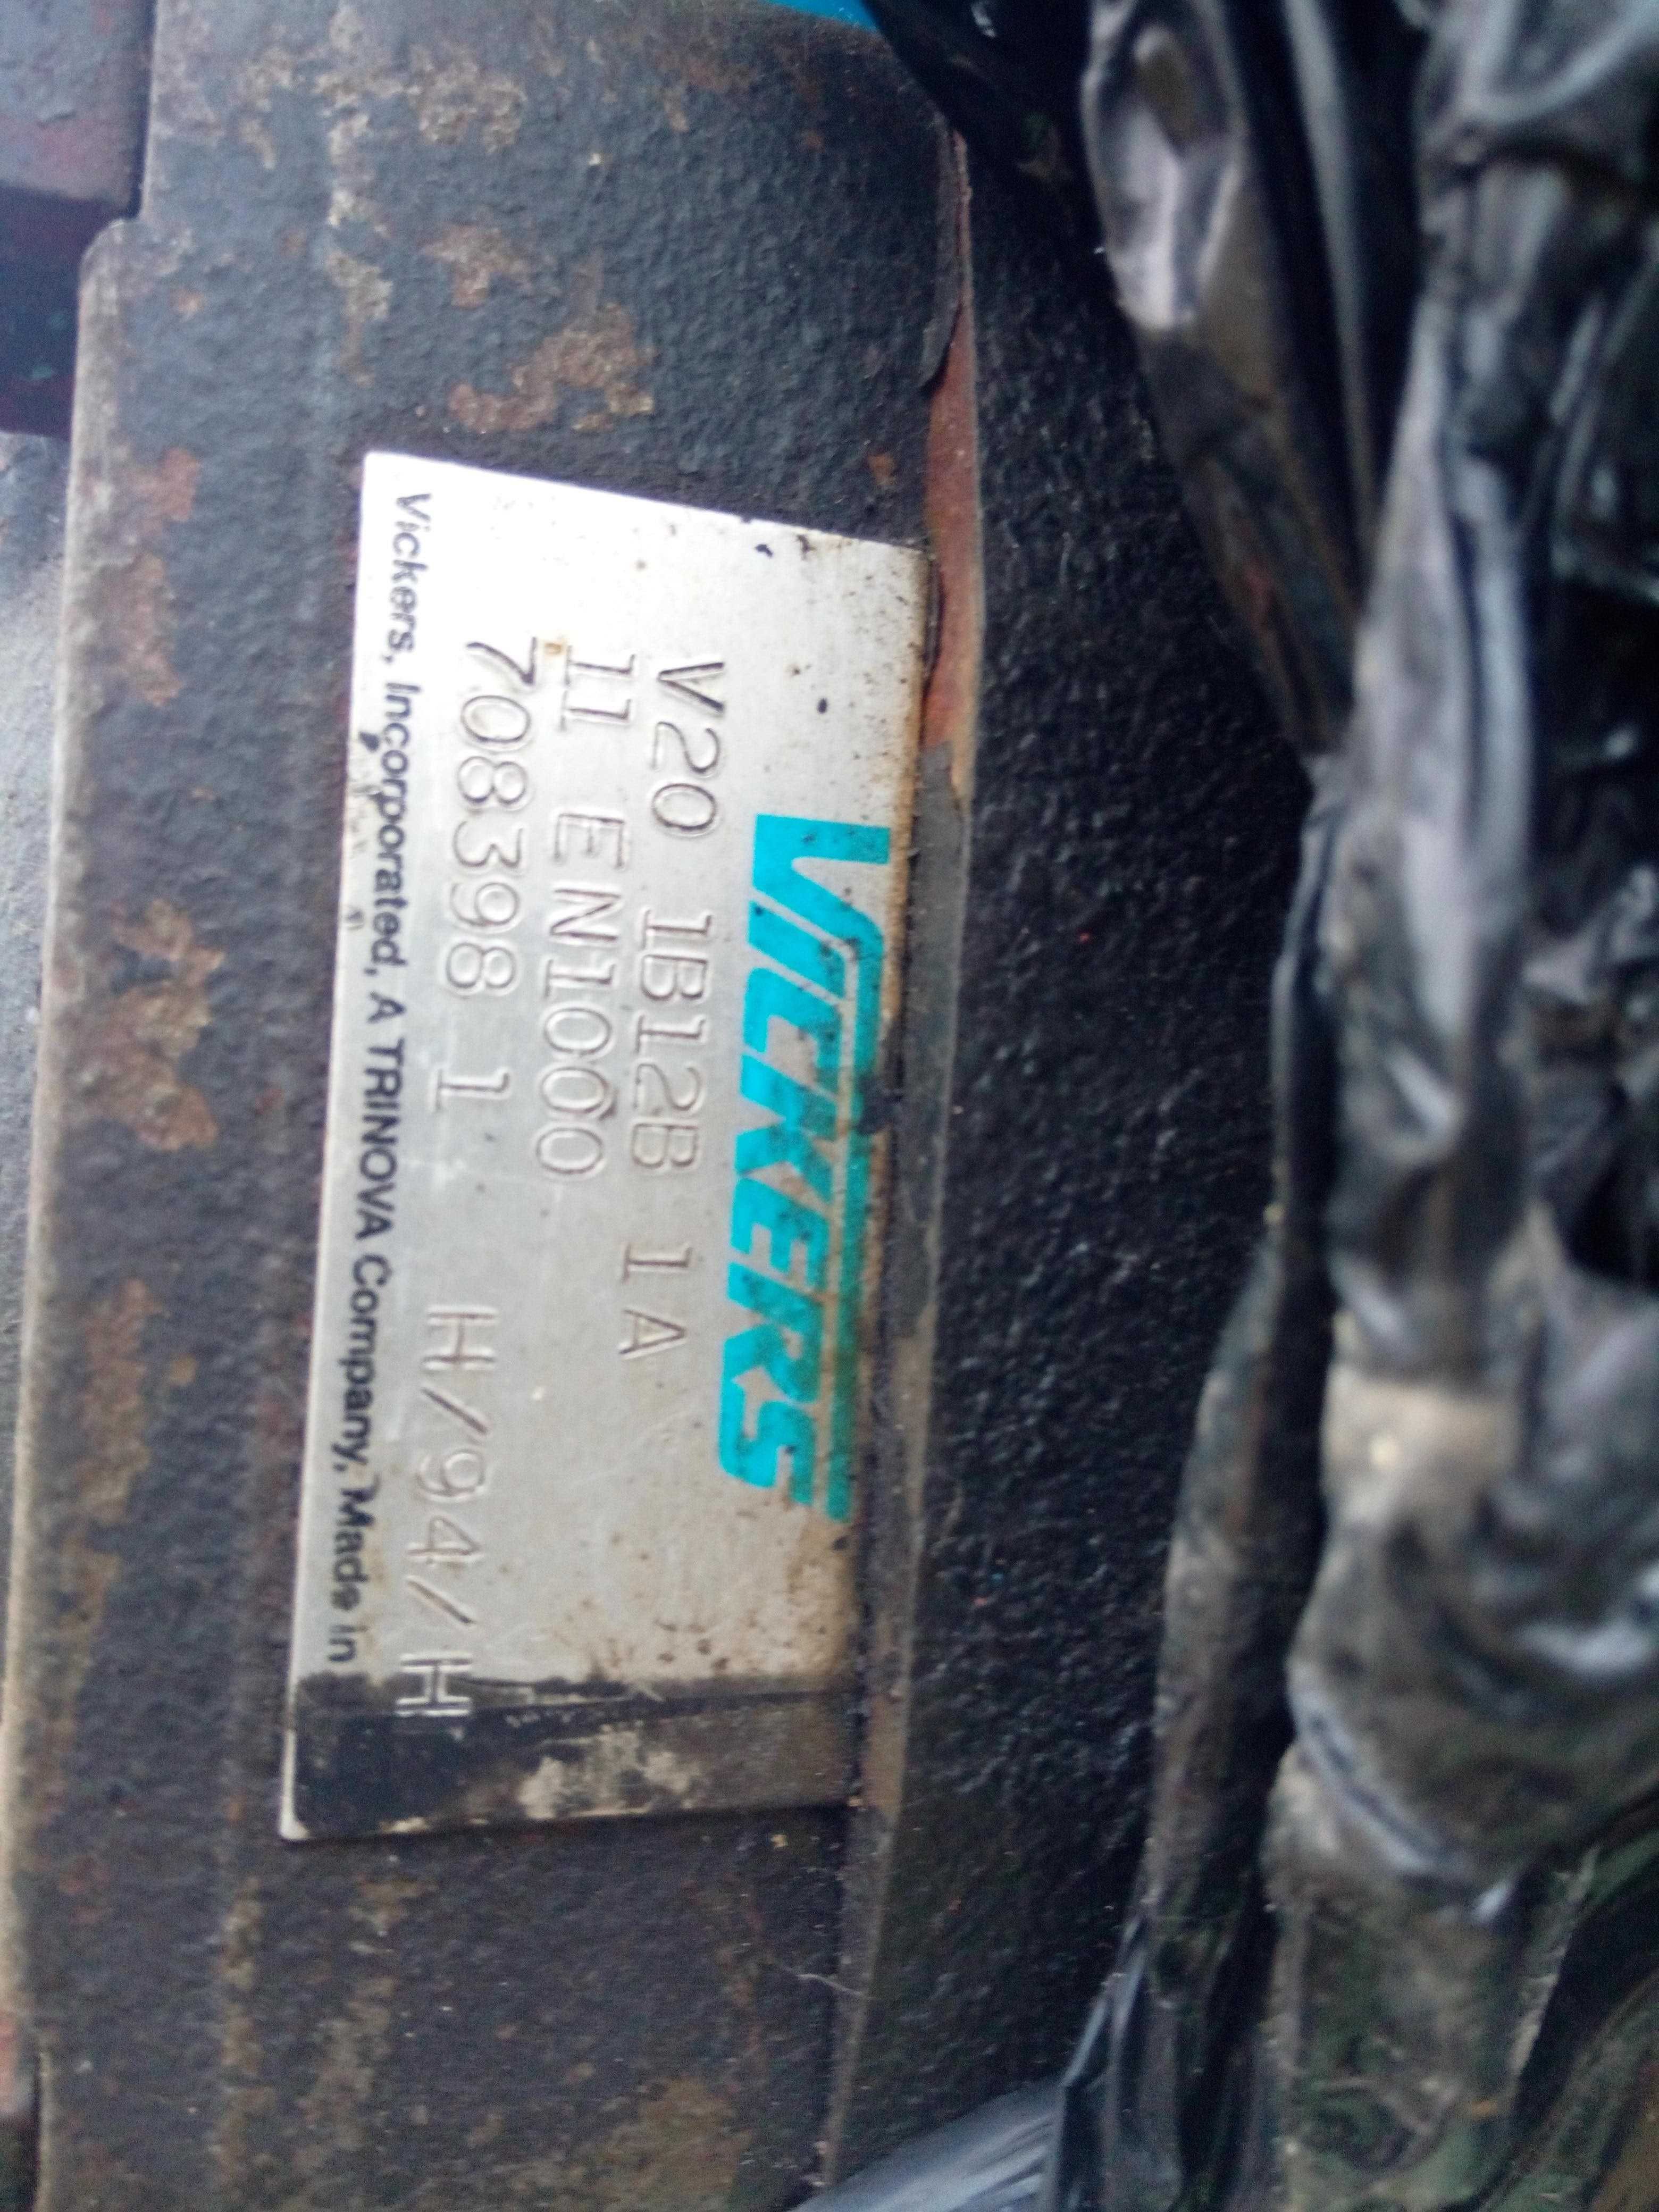 VICKERS
V20 1B12B 1A
11 EN1000
708398 1 H/94/H
Vickers, Incorporated, A TRINOVA Company, Made in